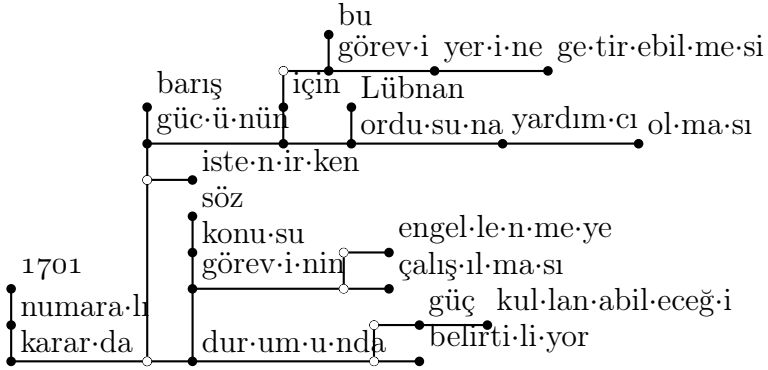 bu
görev·i yer·i·ne ge·tir·ebil·me·si
barış için Lübnan
güc·ü·nün ordu·su·na yardım·cı ol·ma·sı
iste·n·ir·ken
söz
konu·su engel·le·n·me·ye
görev·i·nin çalış·ıl·ma·sı
1701
numara·lı güç kul·lan·abil·eceğ·i
karar·da dur·um·u·nda belirti·li·yor